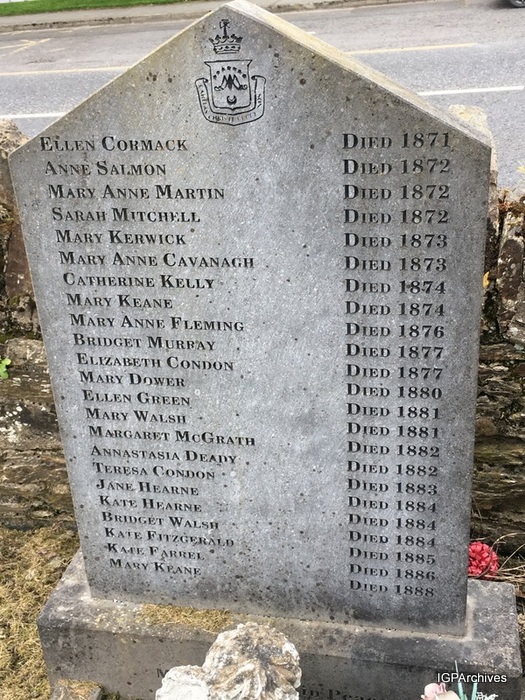 Ellen Cormack Died 1871
Anne Salmon Died 1872
Mary Anne Martin Died 1872
Sarah Mitchell Died 1872
Mary Kerwick Died 1873
Mary Anne Cavanagh Died 1873
Catherine Kelly Died 1874
Mary Keane Died 1874
Mary Anne Fleming Died 1876
Bridget Murray Died 1877
Elizabeth Condon Died 1877
Mary Dower Died 1880
Ellen Green Died 1881
Mary Walsh Died 1881
Margaret McGrath Died 1882
Annastasia Deady Died 1882
Teresa Condon Died 1883
Jane Hearne Died 1884
Kate Hearne Died 1884
Bridget Walsh Died 1884
Kate Fitzgerald Died 1885
Kate Farrel Died 1886
Mary Keane Died 1888
IGPArchives